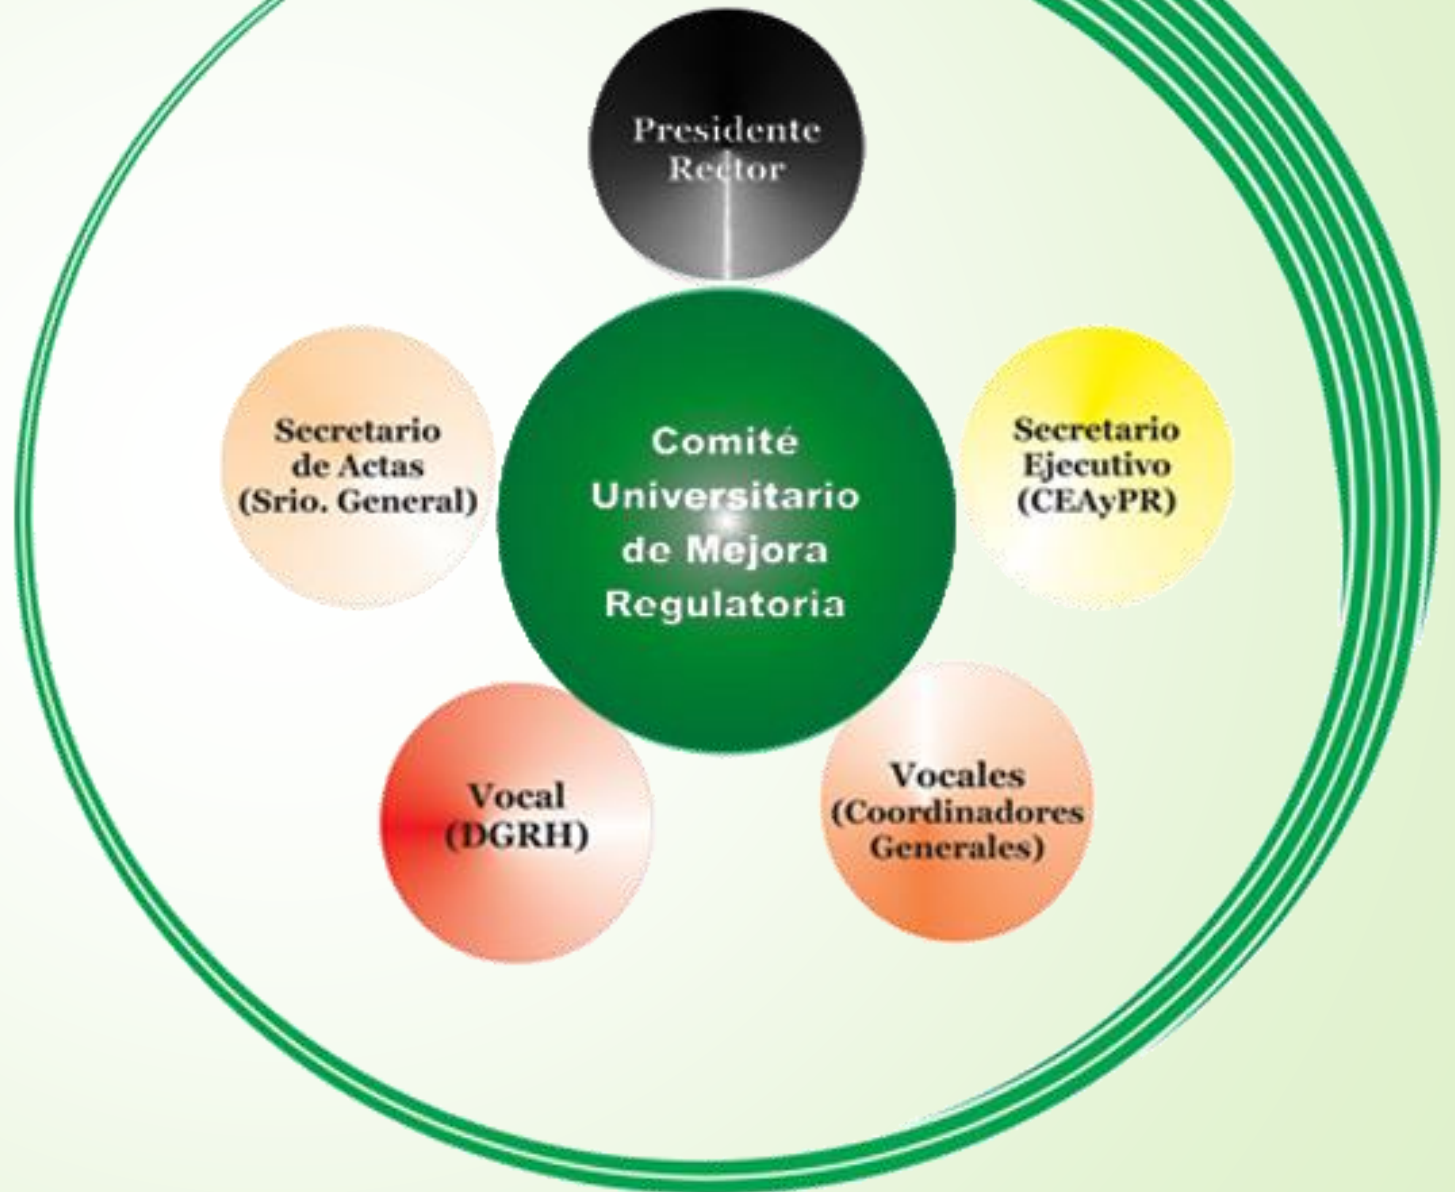 Presidente
Rector
Secretario
de Actas
(Srio. General)
Comité
Universitario
de Mejora
Regulatoria
Secretario
Ejecutivo
(CEAyPR)
Vocal
(DGRH)
Vocales
(Coordinadores
Generales)